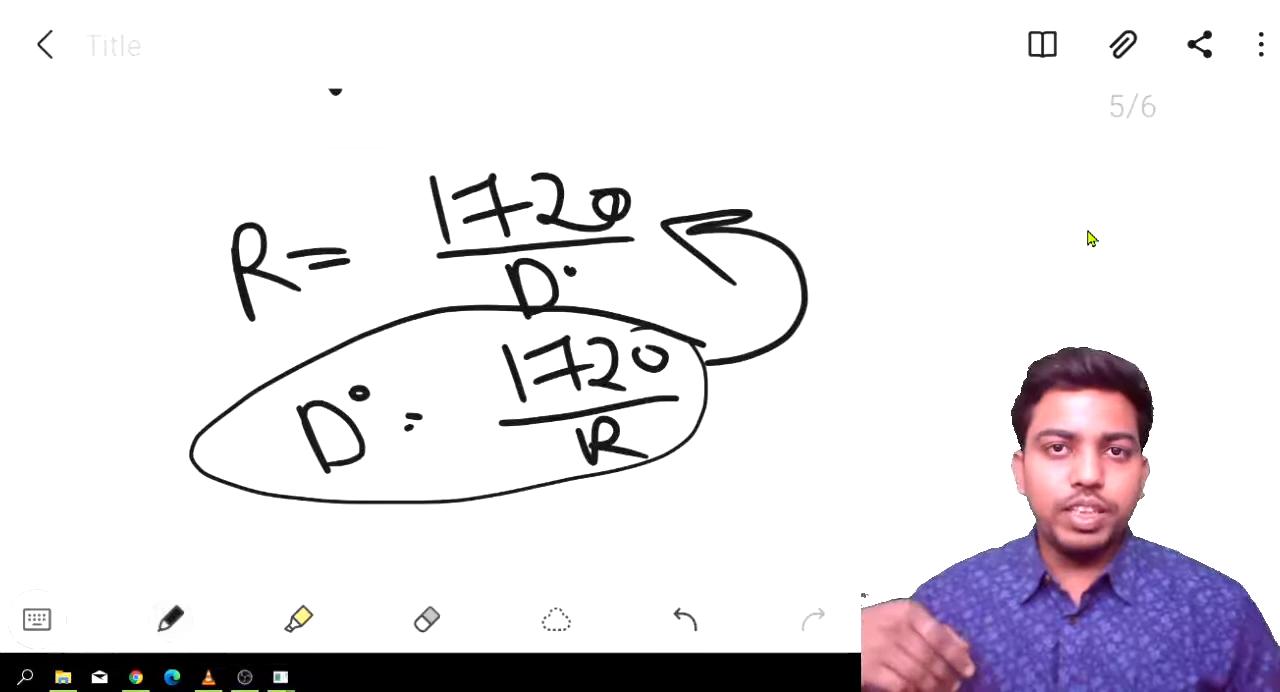 Title
5/6
R = 1720 / D°
D° = 1720 / R